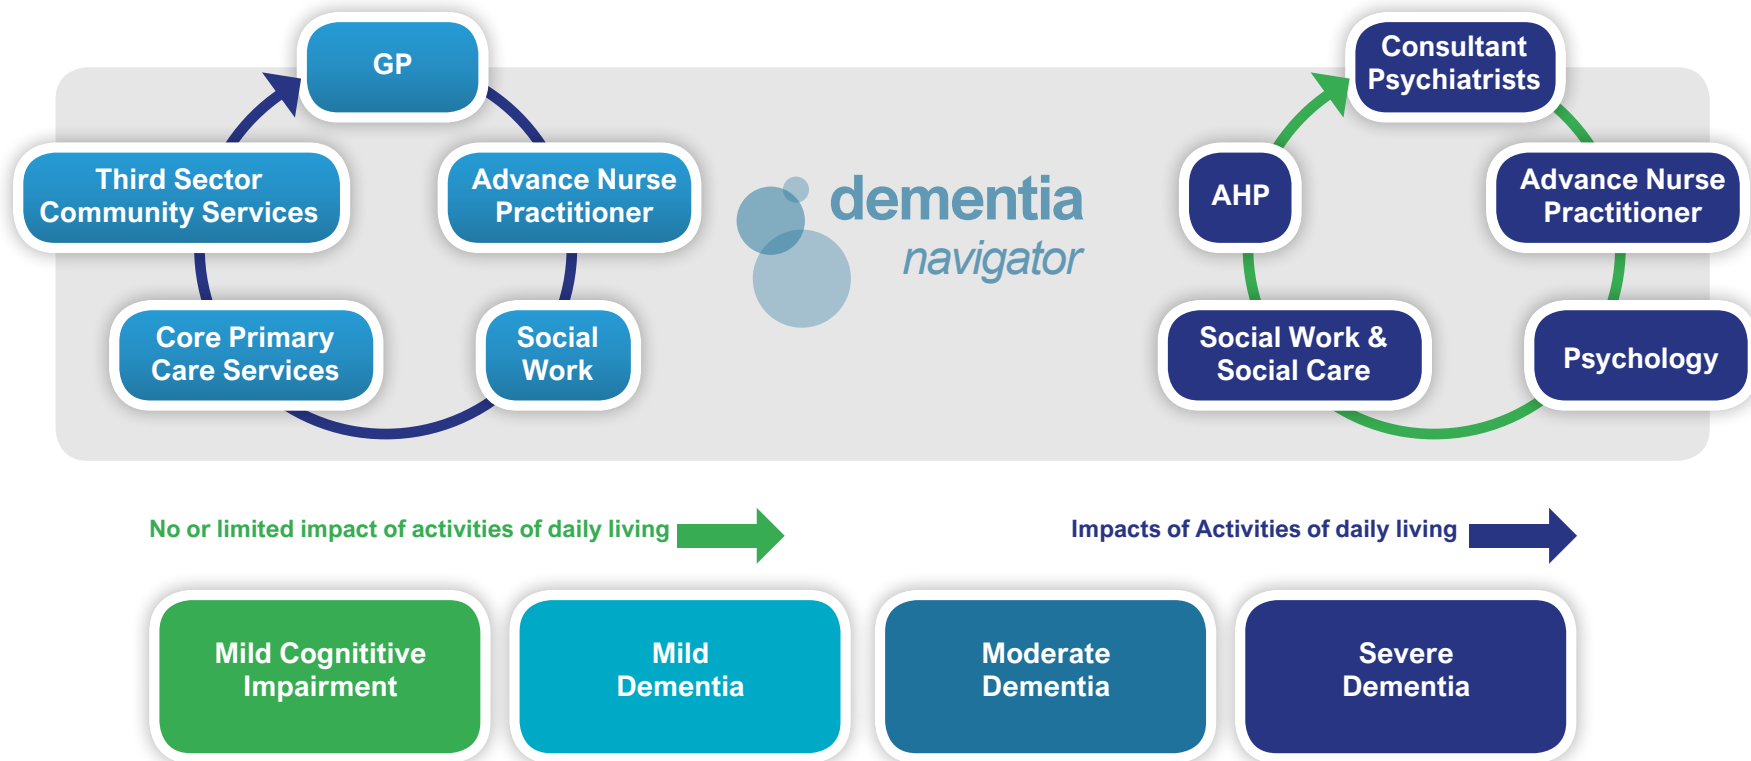 GP
Advance Nurse
Practitioner
Social
Work
Core Primary
Care Services
Third Sector
Community Services
dementia
navigator
Consultant
Psychiatrists
Advance Nurse
Practitioner
Psychology
Social Work &
Social Care
AHP
No or limited impact of activities of daily living
Impacts of Activities of daily living
Mild Cognititive
Impairment
Mild
Dementia
Moderate
Dementia
Severe
Dementia